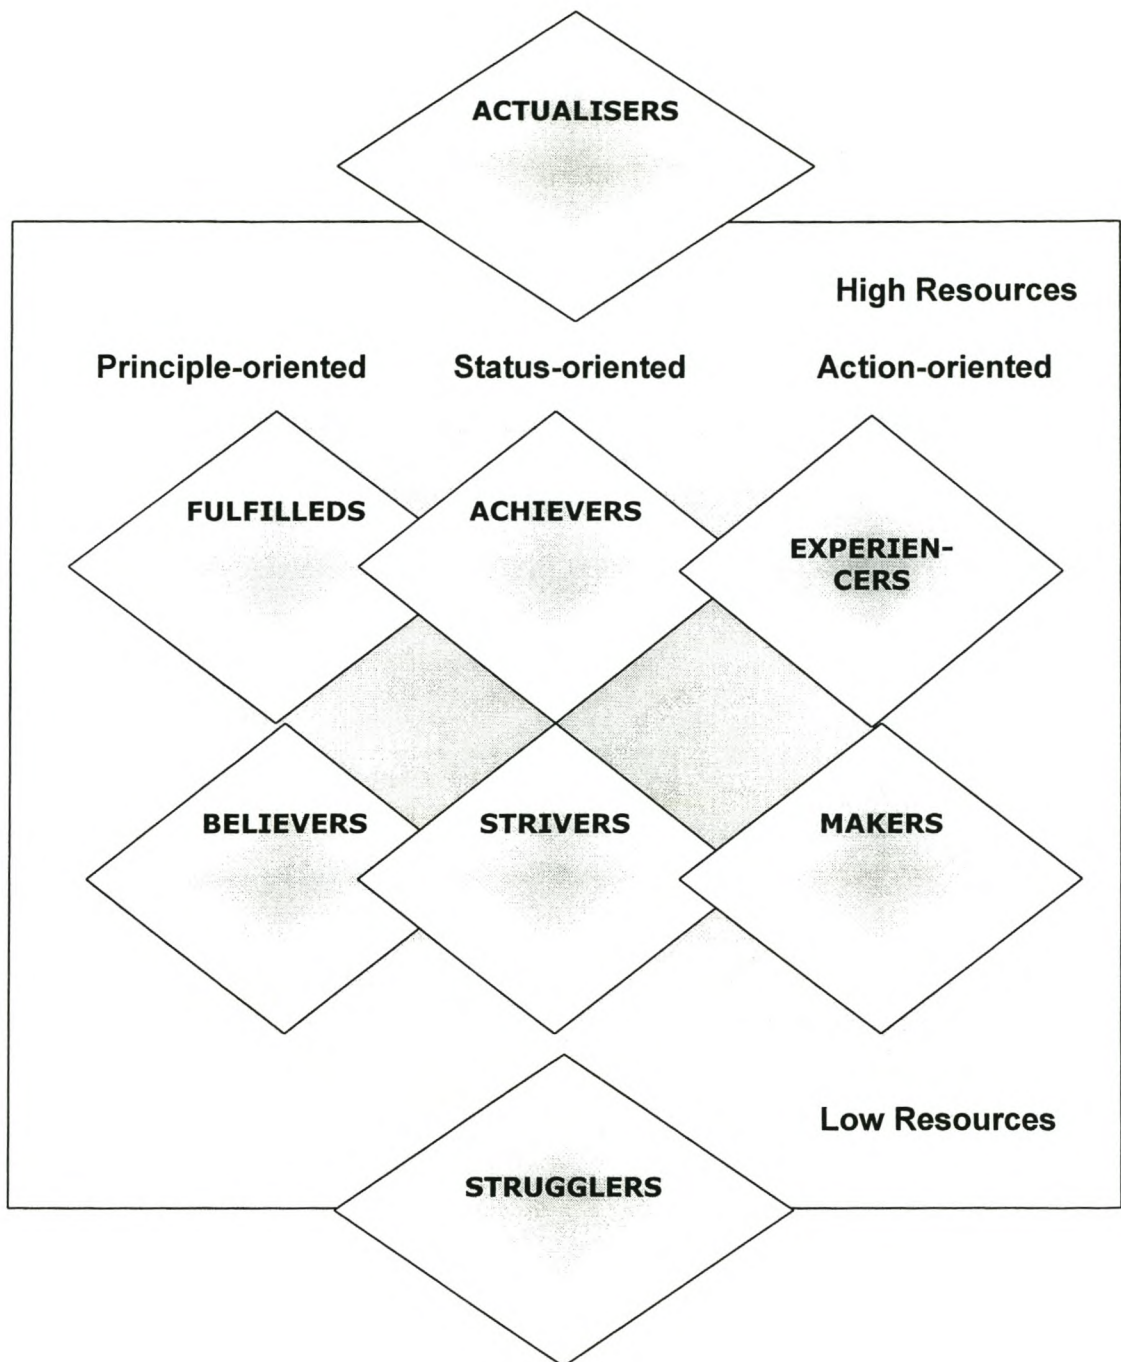 ACTUALISERS
High Resources
Principle-oriented
Status-oriented
Action-oriented
FULFILLEDS
ACHIEVERS
EXPERIEN-
CERS
BELIEVERS
STRIVERS
MAKERS
Low Resources
STRUGGLERS